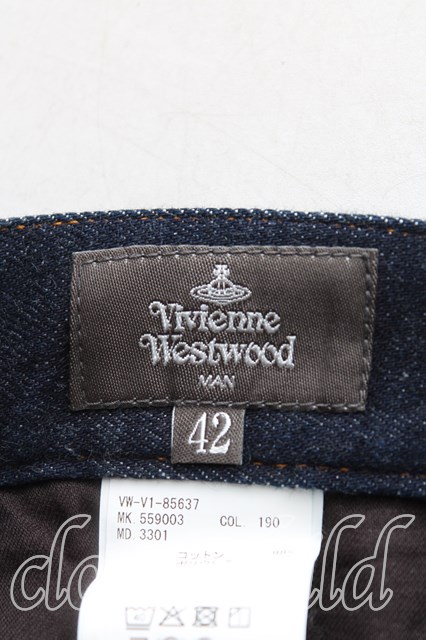 Vivienne
Westwood
MAN
42
VW-V1-85637
MK. 559003 COL. 190
MD. 3301
コットン